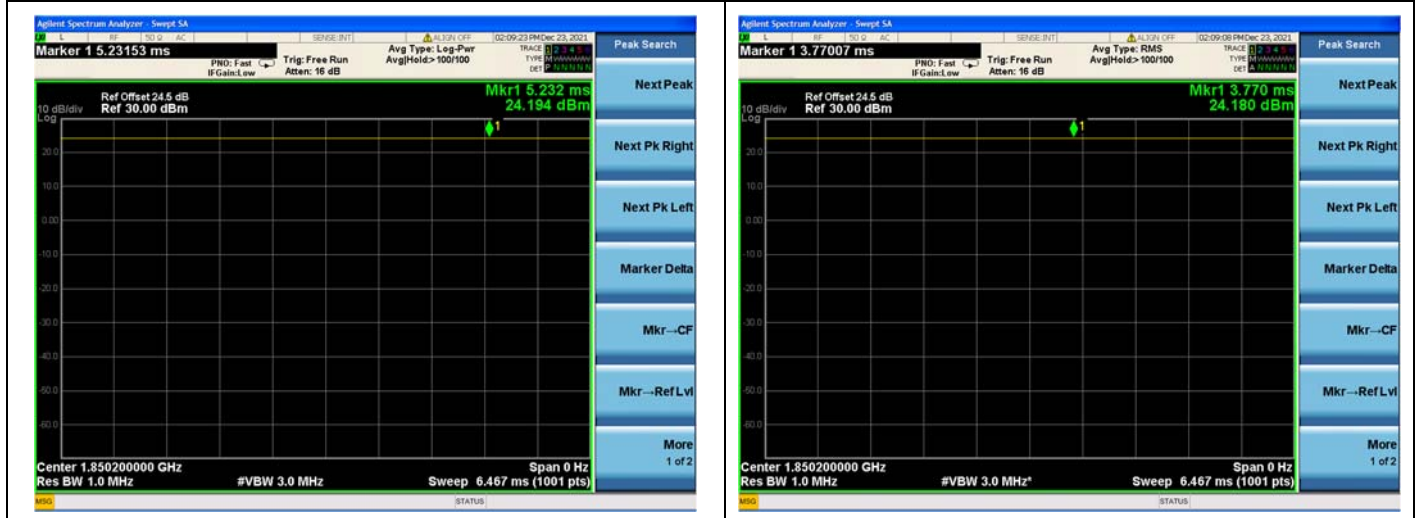 Agilent Spectrum Analyzer - Swept SA
L RF 50 Ω AC SENSE:INT ALIGN OFF 02:09:23 PM Dec 23, 2021
Marker 1 5.23153 ms
PNO: Fast
IFGain:Low
Trig: Free Run
Atten: 16 dB
Avg Type: Log-Pwr
Avg|Hold:> 100/100
TRACE 1 2 3 4 5 6
TYPE M
DET P N N N N N
Peak Search
Mkr1 5.232 ms
24.194 dBm
Ref Offset 24.5 dB
10 dB/div Ref 30.00 dBm
Log
1
20.0
10.0
0.00
-10.0
-20.0
-30.0
-40.0
-50.0
-60.0
Next Peak
Next Pk Right
Next Pk Left
Marker Delta
Mkr→CF
Mkr→Ref Lvl
More
1 of 2
Center 1.850200000 GHz Span 0 Hz
Res BW 1.0 MHz #VBW 3.0 MHz Sweep 6.467 ms (1001 pts)
MSG STATUS
Agilent Spectrum Analyzer - Swept SA
L RF 50 Ω AC SENSE:INT ALIGN OFF 02:09:08 PM Dec 23, 2021
Marker 1 3.77007 ms
PNO: Fast
IFGain:Low
Trig: Free Run
Atten: 16 dB
Avg Type: RMS
Avg|Hold:> 100/100
TRACE 1 2 3 4 5 6
TYPE M
DET A N N N N N
Peak Search
Mkr1 3.770 ms
24.180 dBm
Ref Offset 24.5 dB
10 dB/div Ref 30.00 dBm
Log
1
20.0
10.0
0.00
-10.0
-20.0
-30.0
-40.0
-50.0
-60.0
Next Peak
Next Pk Right
Next Pk Left
Marker Delta
Mkr→CF
Mkr→Ref Lvl
More
1 of 2
Center 1.850200000 GHz Span 0 Hz
Res BW 1.0 MHz #VBW 3.0 MHz* Sweep 6.467 ms (1001 pts)
MSG STATUS